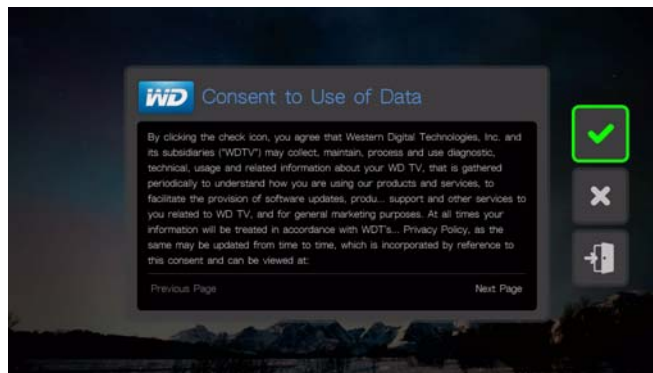 WD Consent to Use of Data
By clicking the check icon, you agree that Western Digital Technologies, Inc. and
its subsidiaries ("WDTV") may collect, maintain, process and use diagnostic,
technical, usage and related information about your WD TV, that is gathered
periodically to understand how you are using our products and services, to
facilitate the provision of software updates, produ... support and other services to
you related to WD TV, and for general marketing purposes. At all times your
information will be treated in accordance with WDT's... Privacy Policy, as the
same may be updated from time to time, which is incorporated by reference to
this consent and can be viewed at:
Previous Page Next Page